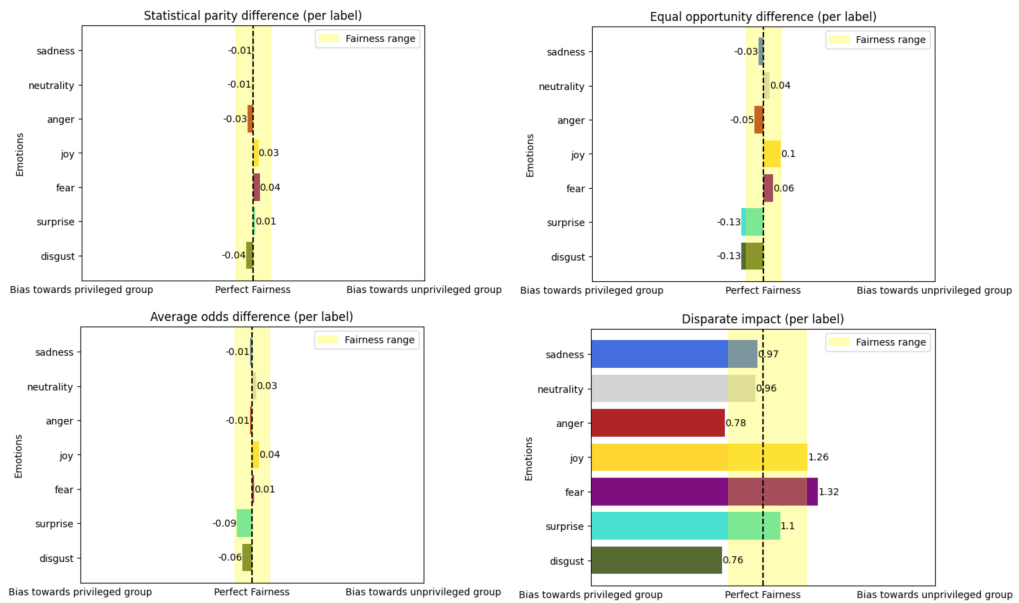 Statistical parity difference (per label)
Fairness range
Emotions
sadness -0.01
neutrality -0.01
anger -0.03
joy 0.03
fear 0.04
surprise 0.01
disgust -0.04
Bias towards privileged group Perfect Fairness Bias towards unprivileged group
Equal opportunity difference (per label)
Fairness range
Emotions
sadness -0.03
neutrality 0.04
anger -0.05
joy 0.1
fear 0.06
surprise -0.13
disgust -0.13
Bias towards privileged group Perfect Fairness Bias towards unprivileged group
Average odds difference (per label)
Fairness range
Emotions
sadness -0.01
neutrality 0.03
anger -0.01
joy 0.04
fear 0.01
surprise -0.09
disgust -0.06
Bias towards privileged group Perfect Fairness Bias towards unprivileged group
Disparate impact (per label)
Fairness range
Emotions
sadness 0.97
neutrality 0.96
anger 0.78
joy 1.26
fear 1.32
surprise 1.1
disgust 0.76
Bias towards privileged group Perfect Fairness Bias towards unprivileged group